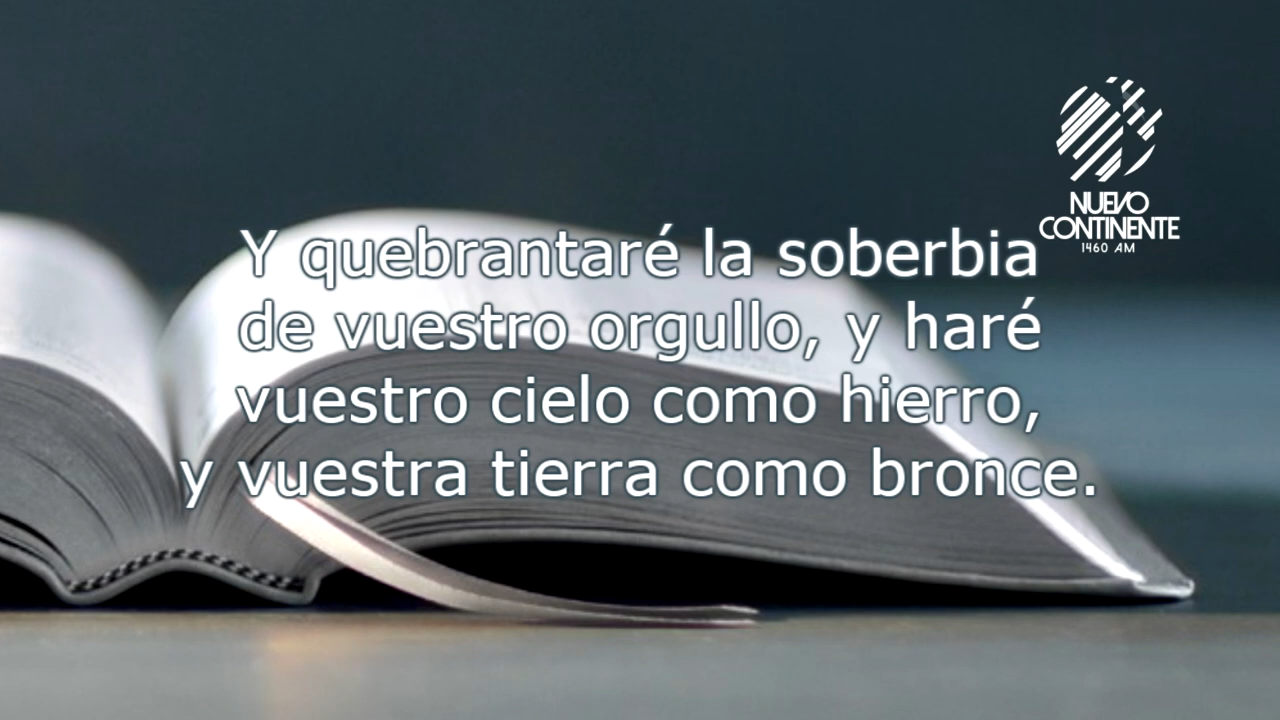 NUEVO
CONTINENTE
1460 AM
Y quebrantaré la soberbia
de vuestro orgullo, y haré
vuestro cielo como hierro,
y vuestra tierra como bronce.